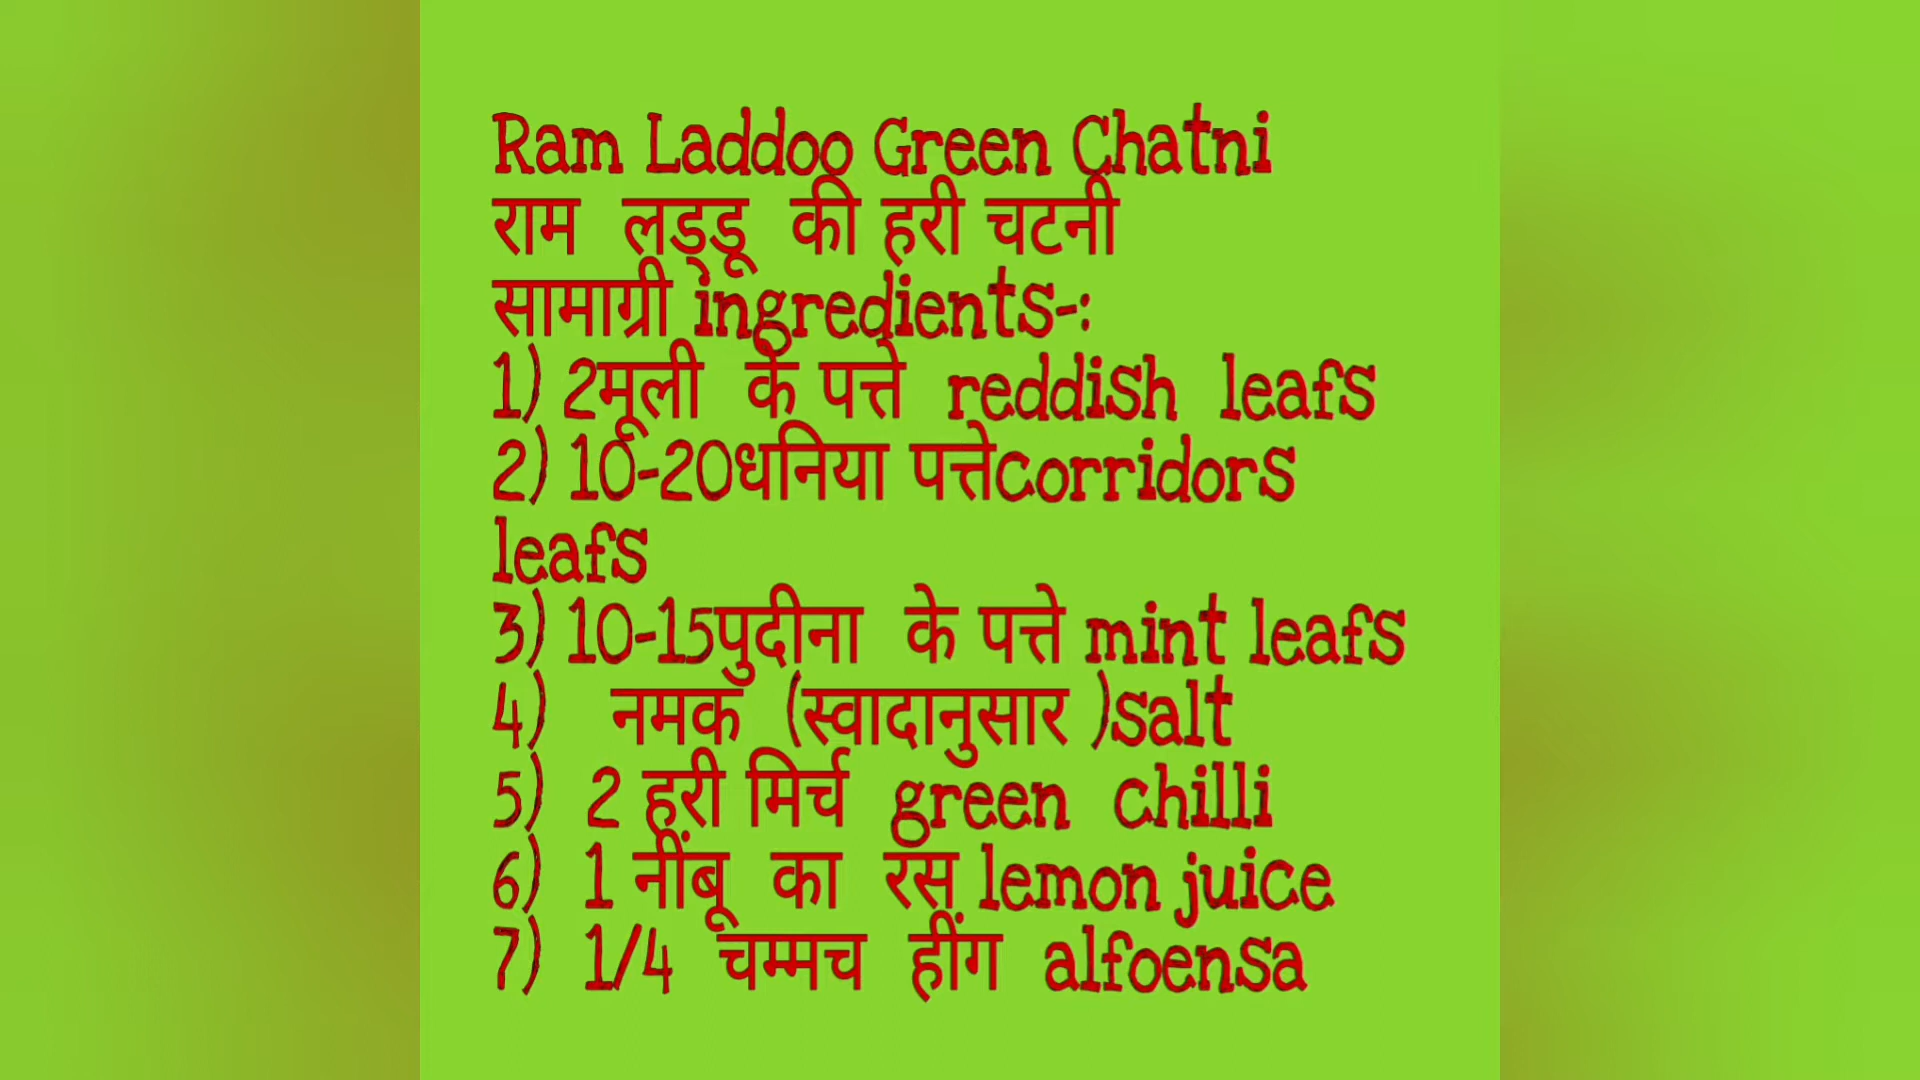 Ram Laddoo Green Chatni
राम लड्डू की हरी चटनी
सामाग्री ingredients-:
1) 2मूली के पत्ते reddish leafs
2) 10-20धनिया पत्तेcorridors
leafs
3) 10-15पुदीना के पत्ते mint leafs
4) नमक (स्वादानुसार )salt
5) 2 हरी मिर्च green chilli
6) 1 नींबू का रस lemon juice
7) 1/4 चम्मच हींग alfoensa